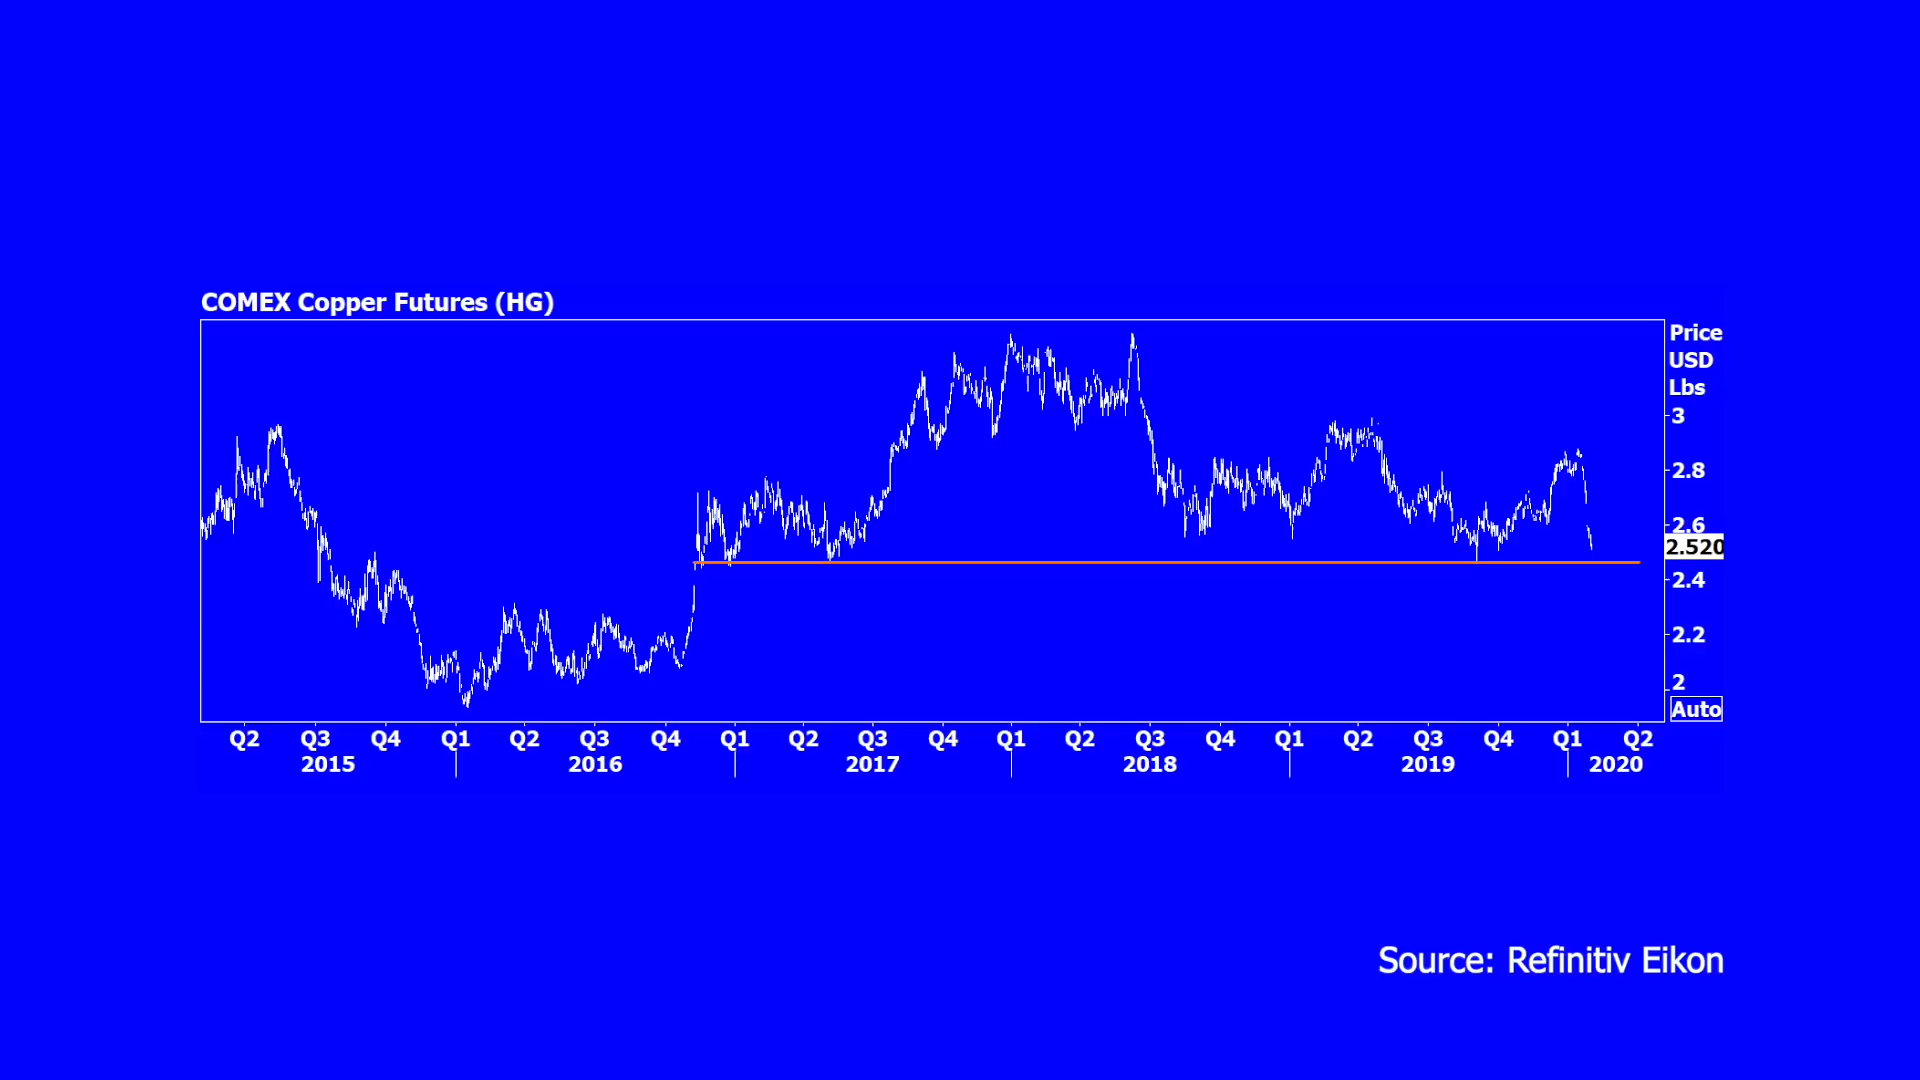 COMEX Copper Futures (HG)
Price
USD
Lbs
3
2.8
2.6
2.520
2.4
2.2
2
Auto
Q2 Q3 Q4 Q1 Q2 Q3 Q4 Q1 Q2 Q3 Q4 Q1 Q2 Q3 Q4 Q1 Q2 Q3 Q4 Q1 Q2
2015 2016 2017 2018 2019 2020
Source: Refinitiv Eikon